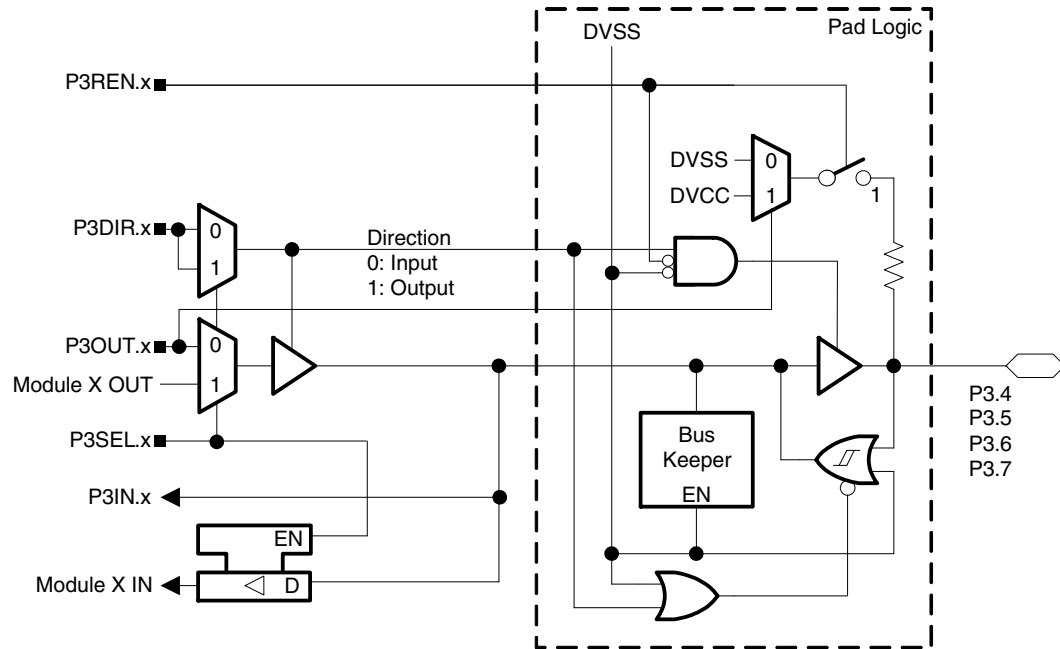 Pad Logic
DVSS
P3REN.x
DVSS
0
DVCC
1
1
P3DIR.x
0
1
Direction
0: Input
1: Output
P3OUT.x
0
Module X OUT
1
P3SEL.x
P3.4
P3.5
P3.6
P3.7
Bus
Keeper
EN
P3IN.x
EN
Module X IN
D